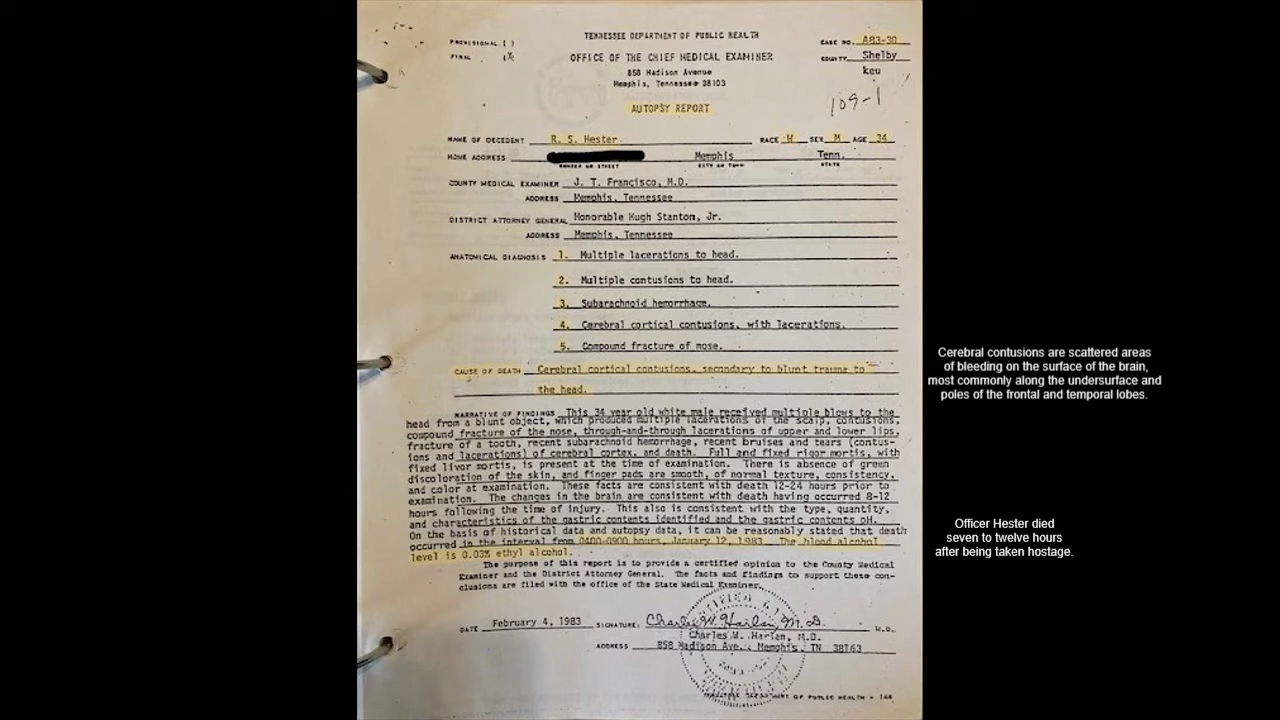 TENNESSEE DEPARTMENT OF PUBLIC HEALTH
OFFICE OF THE CHIEF MEDICAL EXAMINER
858 Madison Avenue
Memphis, Tennessee 38103
AUTOPSY REPORT
PROVISIONAL ( )
FINAL (X
CASE NO. A83-30
COUNTY Shelby
keu
109-1
NAME OF DECEDENT R. S. Hester RACE W SEX M AGE 34
HOME ADDRESS Memphis Tenn.
NUMBER OR STREET CITY OR TOWN STATE
COUNTY MEDICAL EXAMINER J. T. Francisco, M.D.
ADDRESS Memphis, Tennessee
DISTRICT ATTORNEY GENERAL Honorable Hugh Stanton, Jr.
ADDRESS Memphis, Tennessee
ANATOMICAL DIAGNOSIS 1. Multiple lacerations to head.
2. Multiple contusions to head.
3. Subarachnoid hemorrhage.
4. Cerebral cortical contusions, with lacerations.
5. Compound fracture of nose.
CAUSE OF DEATH Cerebral cortical contusions, secondary to blunt trauma to
the head.
NARRATIVE OF FINDINGS This 34 year old white male received multiple blows to the
head from a blunt object, which produced multiple lacerations of the scalp, contusions,
compound fracture of the nose, through-and-through lacerations of upper and lower lips,
fracture of a tooth, recent subarachnoid hemorrhage, recent bruises and tears (contus-
ions and lacerations) of cerebral cortex, and death. Full and fixed rigor mortis, with
fixed livor mortis, is present at the time of examination. There is absence of green
discoloration of the skin, and finger pads are smooth, of normal texture, consistency,
and color at examination. These facts are consistent with death 12-24 hours prior to
examination. The changes in the brain are consistent with death having occurred 8-12
hours following the time of injury. This also is consistent with the type, quantity,
and characteristics of the gastric contents identified and the gastric contents pH.
On the basis of historical data and autopsy data, it can be reasonably stated that death
occurred in the interval from 0400-0900 hours, January 12, 1983. The blood alcohol
level is 0.03% ethyl alcohol.
The purpose of this report is to provide a certified opinion to the County Medical
Examiner and the District Attorney General. The facts and findings to support these con-
clusions are filed with the office of the State Medical Examiner.
DATE February 4, 1983 SIGNATURE: Charles W. Harlan, M.D. M.D.
Charles W. Harlan, M.D.
ADDRESS 858 Madison Ave., Memphis, TN 38163
DEPARTMENT OF PUBLIC HEALTH
Cerebral contusions are scattered areas
of bleeding on the surface of the brain,
most commonly along the undersurface and
poles of the frontal and temporal lobes.
Officer Hester died
seven to twelve hours
after being taken hostage.